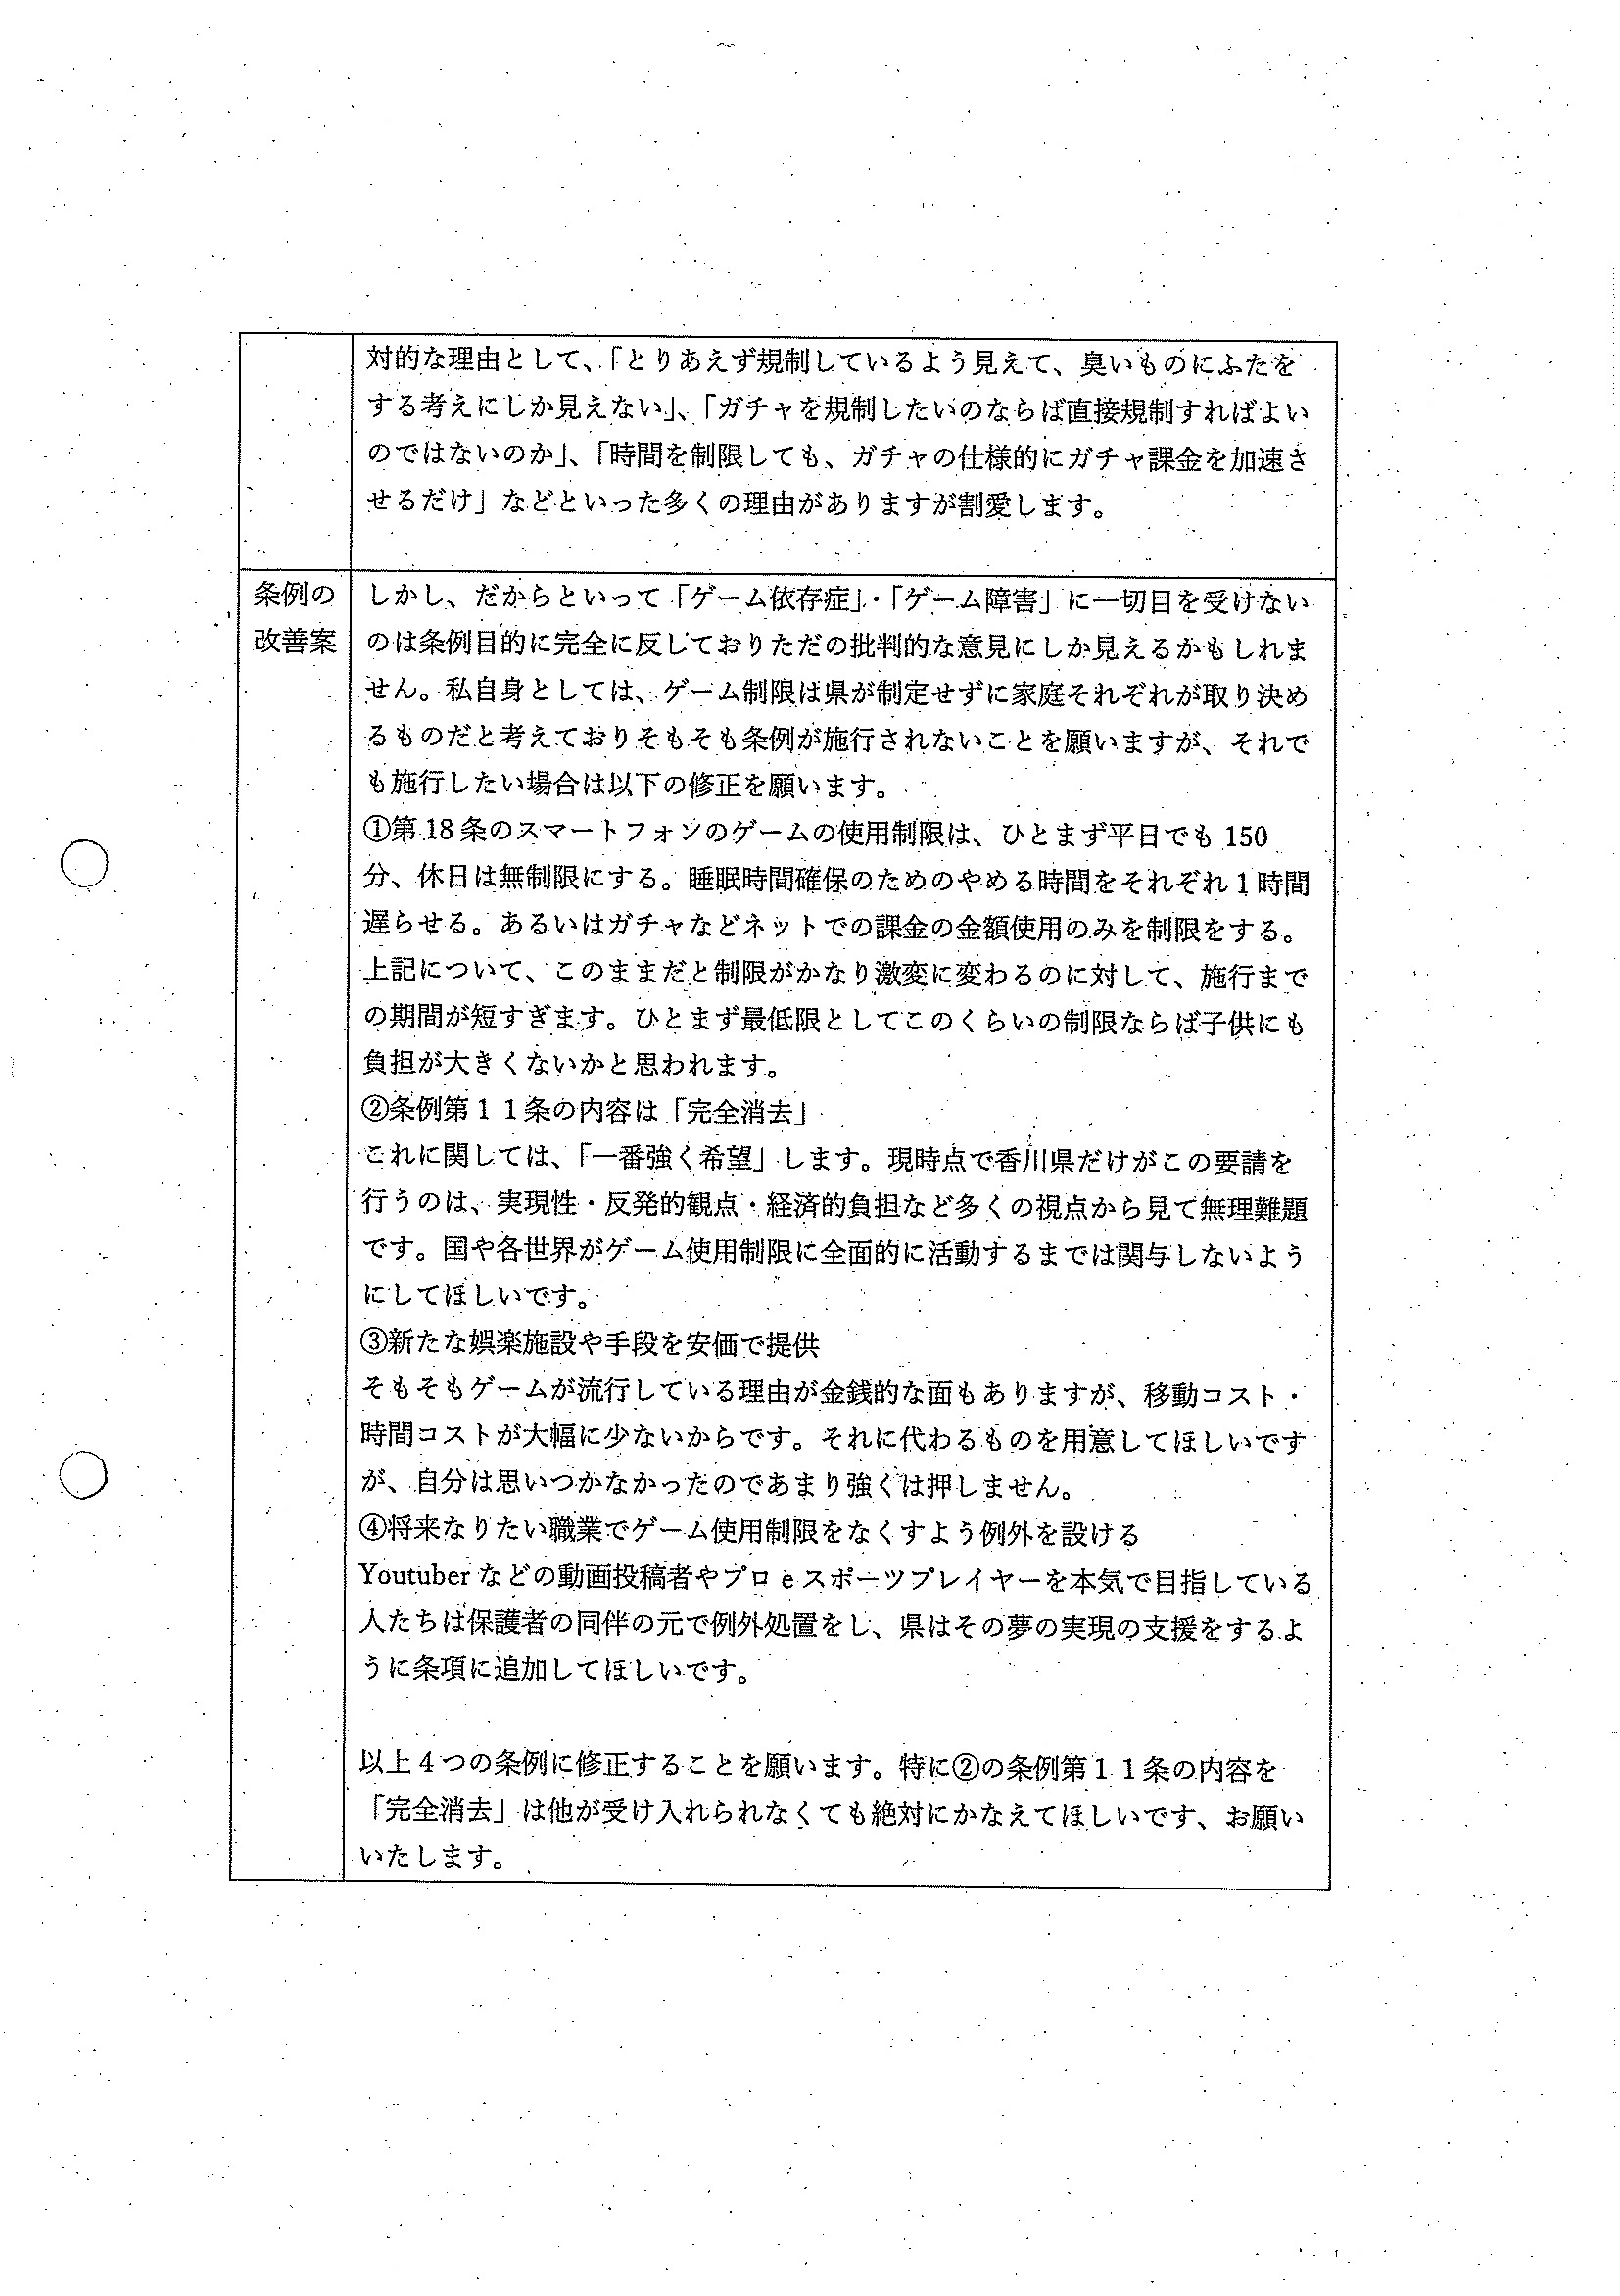 対的な理由として、「とりあえず規制しているよう見えて、臭いものにふたを
する考えにしか見えない」、「ガチャを規制したいのならば直接規制すればよい
のではないのか」、「時間を制限しても、ガチャの仕様的にガチャ課金を加速さ
せるだけ」などといった多くの理由がありますが割愛します。
条例の
改善案
しかし、だからといって「ゲーム依存症」・「ゲーム障害」に一切目を受けない
のは条例目的に完全に反しておりただの批判的な意見にしか見えるかもしれま
せん。私自身としては、ゲーム制限は県が制定せずに家庭それぞれが取り決め
るものだと考えておりそもそも条例が施行されないことを願いますが、それで
も施行したい場合は以下の修正を願います。
①第 18 条のスマートフォンのゲームの使用制限は、ひとまず平日でも 150
分、休日は無制限にする。睡眠時間確保のためのやめる時間をそれぞれ１時間
遅らせる。あるいはガチャなどネットでの課金の金額使用のみを制限をする。
上記について、このままだと制限がかなり激変に変わるのに対して、施行まで
の期間が短すぎます。ひとまず最低限としてこのくらいの制限ならば子供にも
負担が大きくないかと思われます。
②条例第１１条の内容は「完全消去」
これに関しては、「一番強く希望」します。現時点で香川県だけがこの要請を
行うのは、実現性・反発的観点・経済的負担など多くの視点から見て無理難題
です。国や各世界がゲーム使用制限に全面的に活動するまでは関与しないよう
にしてほしいです。
③新たな娯楽施設や手段を安価で提供
そもそもゲームが流行している理由が金銭的な面もありますが、移動コスト・
時間コストが大幅に少ないからです。それに代わるものを用意してほしいです
が、自分は思いつかなかったのであまり強くは押しません。
④将来なりたい職業でゲーム使用制限をなくすよう例外を設ける
Youtuber などの動画投稿者やプロ e スポーツプレイヤーを本気で目指している
人たちは保護者の同伴の元で例外処置をし、県はその夢の実現の支援をするよ
うに条項に追加してほしいです。
以上４つの条例に修正することを願います。特に②の条例第１１条の内容を
「完全消去」は他が受け入れられなくても絶対にかなえてほしいです、お願い
いたします。